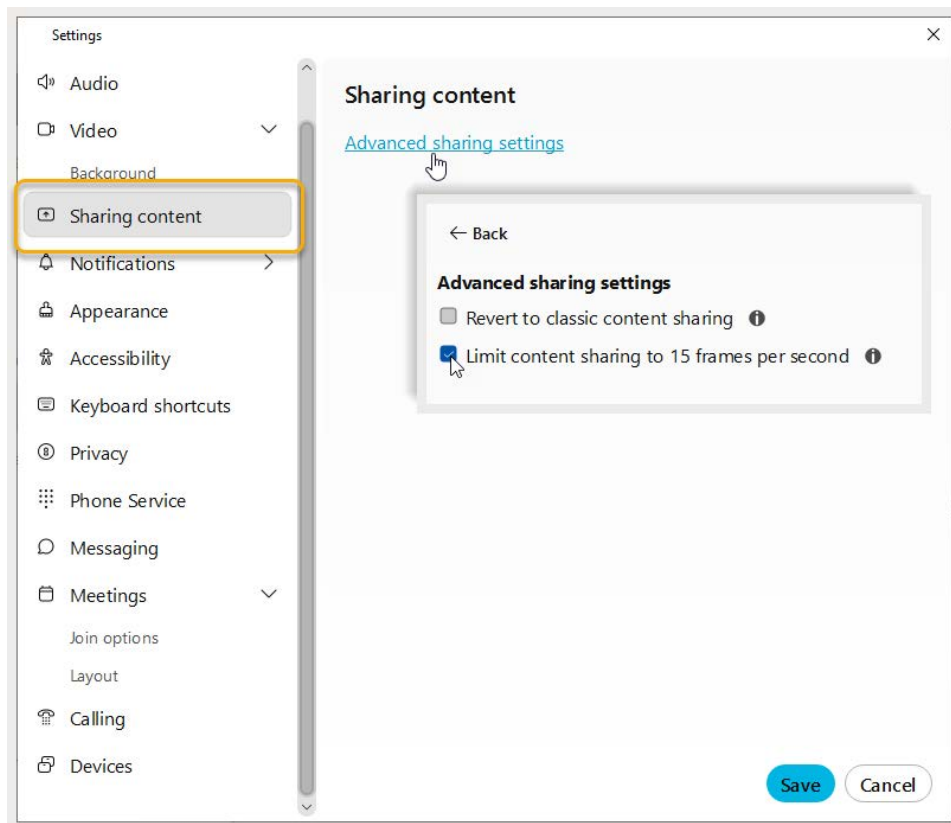 Settings
Audio
Video
Background
Sharing content
Notifications
Appearance
Accessibility
Keyboard shortcuts
Privacy
Phone Service
Messaging
Meetings
Join options
Layout
Calling
Devices
Sharing content
Advanced sharing settings
Back
Advanced sharing settings
Revert to classic content sharing
Limit content sharing to 15 frames per second
Save
Cancel